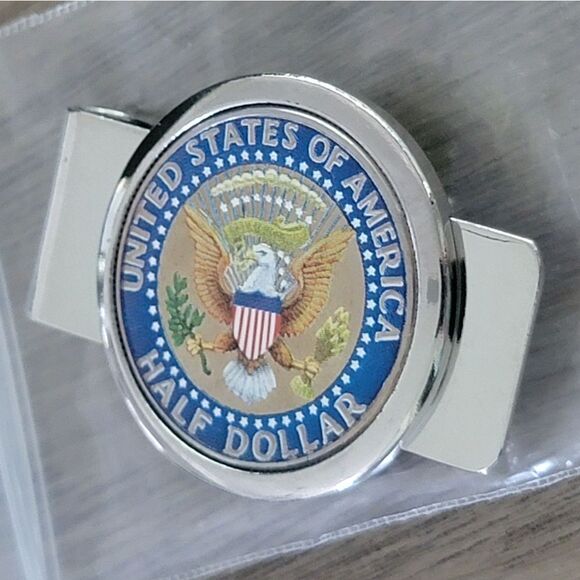 UNITED STATES OF AMERICA
HALF DOLLAR